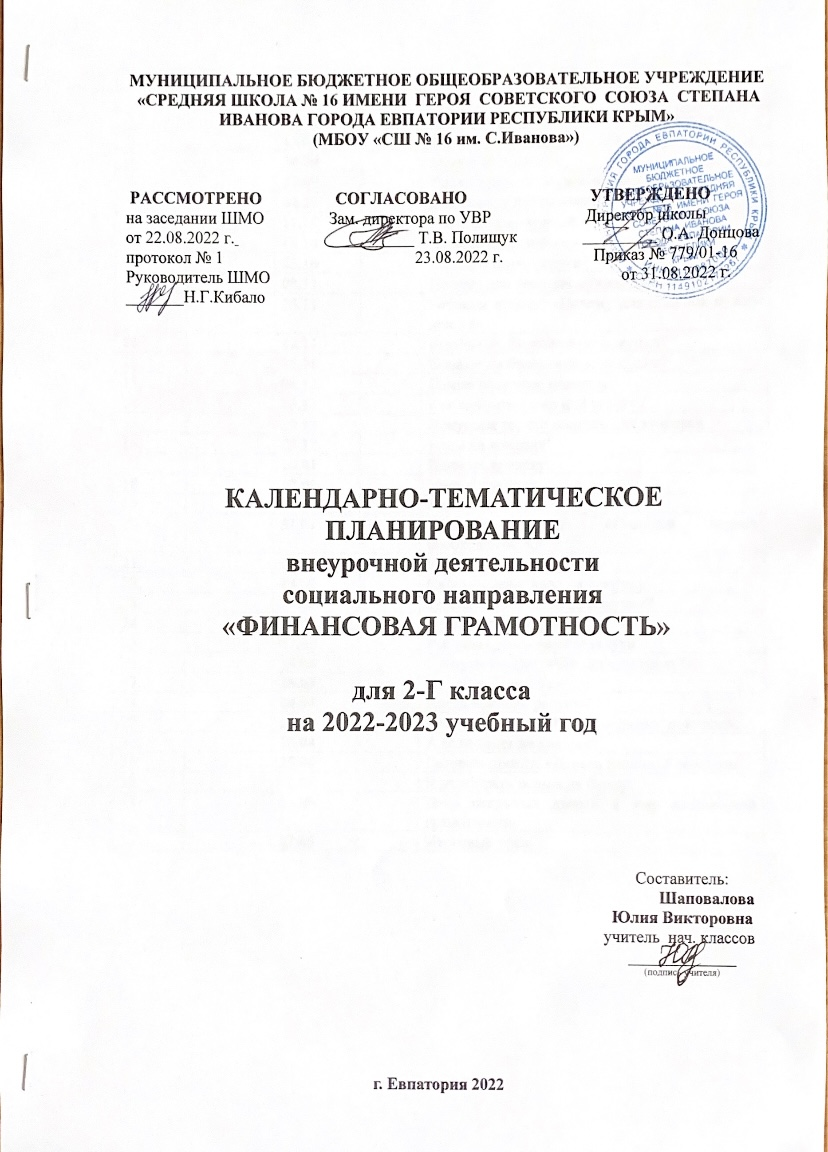 МУНИЦИПАЛЬНОЕ БЮДЖЕТНОЕ ОБЩЕОБРАЗОВАТЕЛЬНОЕ УЧРЕЖДЕНИЕ
«СРЕДНЯЯ ШКОЛА № 16 ИМЕНИ ГЕРОЯ СОВЕТСКОГО СОЮЗА СТЕПАНА
ИВАНОВА ГОРОДА ЕВПАТОРИИ РЕСПУБЛИКИ КРЫМ»
(МБОУ «СШ № 16 им. С.Иванова»)
РАССМОТРЕНО
на заседании ШМО
от 22.08.2022 г.
протокол № 1
Руководитель ШМО
Н.Г.Кибало
СОГЛАСОВАНО
Зам. директора по УВР
Т.В. Полищук
23.08.2022 г.
УТВЕРЖДЕНО
Директор школы
О.А. Донцова
Приказ № 779/01-16
от 31.08.2022 г.
КАЛЕНДАРНО-ТЕМАТИЧЕСКОЕ
ПЛАНИРОВАНИЕ
внеурочной деятельности
социального направления
«ФИНАНСОВАЯ ГРАМОТНОСТЬ»
для 2-Г класса
на 2022-2023 учебный год
Составитель:
Шаповалова
Юлия Викторовна
учитель нач. классов
(подпись учителя)
г. Евпатория 2022